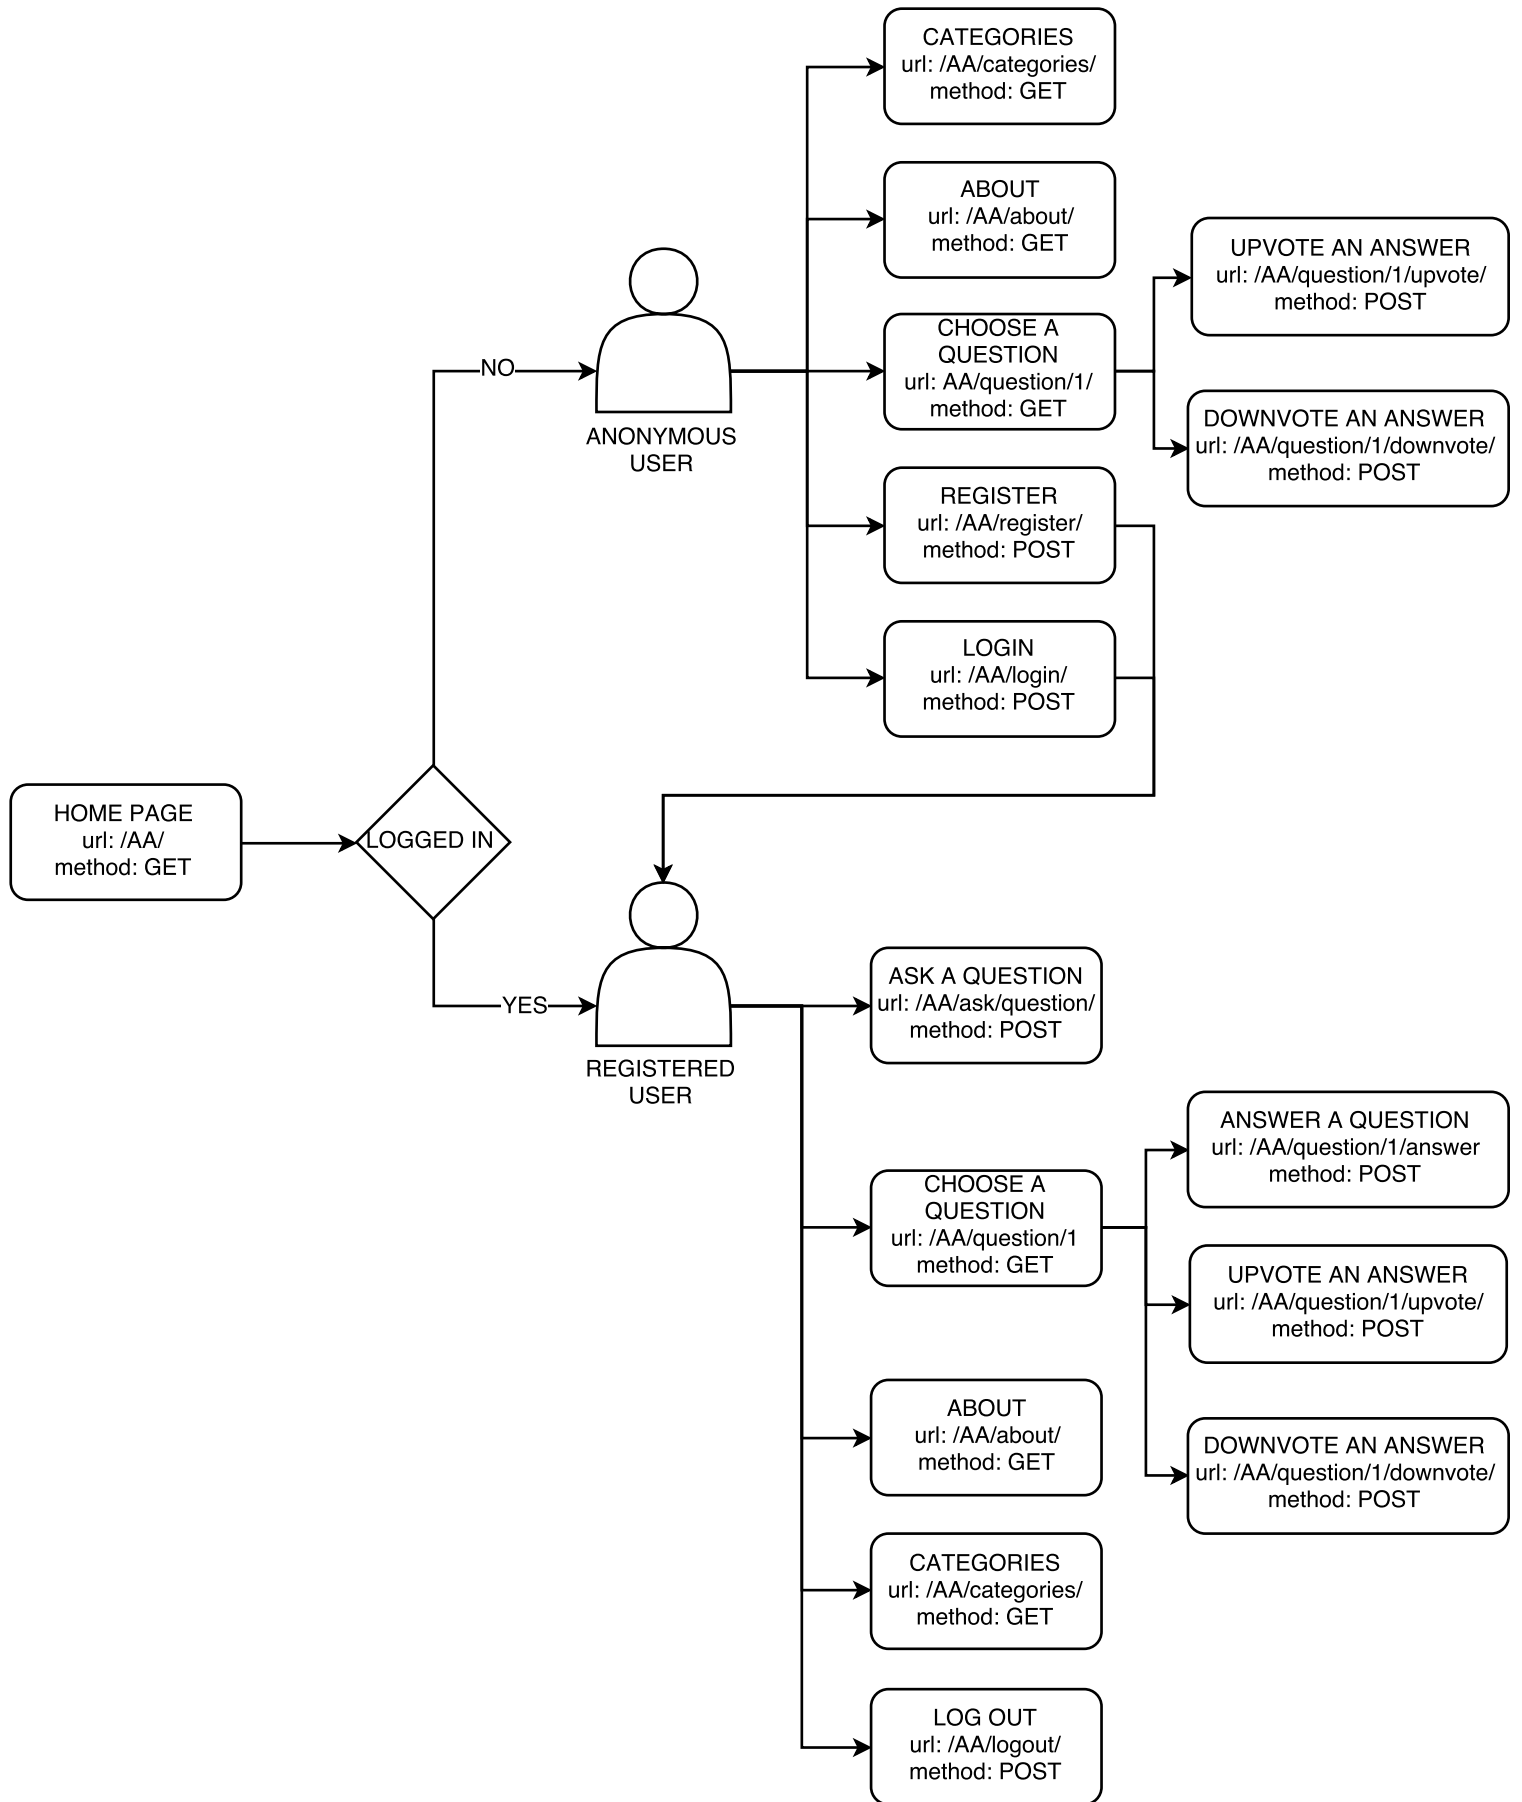 CATEGORIES
url: /AA/categories/
method: GET
ABOUT
url: /AA/about/
method: GET
UPVOTE AN ANSWER
url: /AA/question/1/upvote/
method: POST
CHOOSE A
QUESTION
url: AA/question/1/
method: GET
NO
DOWNVOTE AN ANSWER
url: /AA/question/1/downvote/
method: POST
ANONYMOUS
USER
REGISTER
url: /AA/register/
method: POST
LOGIN
url: /AA/login/
method: POST
HOME PAGE
url: /AA/
method: GET
LOGGED IN
YES
REGISTERED
USER
ASK A QUESTION
url: /AA/ask/question/
method: POST
ANSWER A QUESTION
url: /AA/question/1/answer
method: POST
CHOOSE A
QUESTION
url: /AA/question/1
method: GET
UPVOTE AN ANSWER
url: /AA/question/1/upvote/
method: POST
ABOUT
url: /AA/about/
method: GET
DOWNVOTE AN ANSWER
url: /AA/question/1/downvote/
method: POST
CATEGORIES
url: /AA/categories/
method: GET
LOG OUT
url: /AA/logout/
method: POST